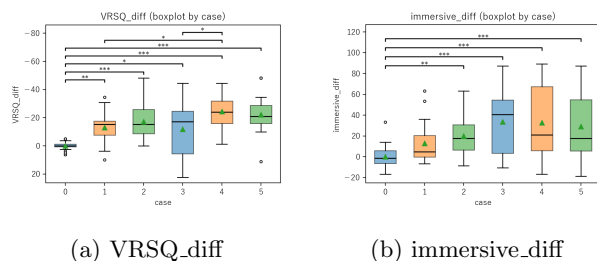 VRSQ_diff (boxplot by case)
VRSQ_diff
-80
-60
-40
-20
0
20
*
***
***
*
***
**
0 1 2 3 4 5
case
(a) VRSQ_diff
immersive_diff (boxplot by case)
immersive_diff
120
100
80
60
40
20
0
-20
***
***
***
**
0 1 2 3 4 5
case
(b) immersive_diff